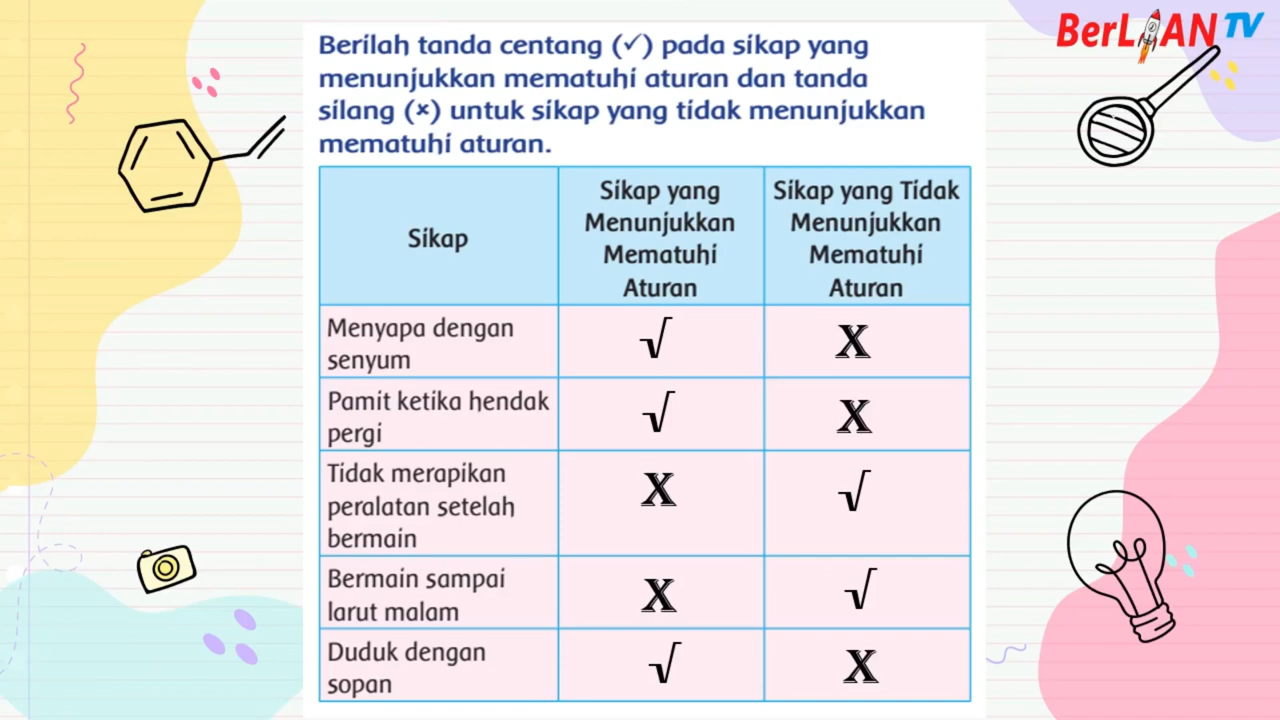 BerLIAN TV
Berilah tanda centang (✓) pada sikap yang
menunjukkan mematuhi aturan dan tanda
silang (×) untuk sikap yang tidak menunjukkan
mematuhi aturan.
Sikap
Sikap yang
Menunjukkan
Mematuhi
Aturan
Sikap yang Tidak
Menunjukkan
Mematuhi
Aturan
Menyapa dengan
senyum
√
X
Pamit ketika hendak
pergi
√
X
Tidak merapikan
peralatan setelah
bermain
X
√
Bermain sampai
larut malam
X
√
Duduk dengan
sopan
√
X